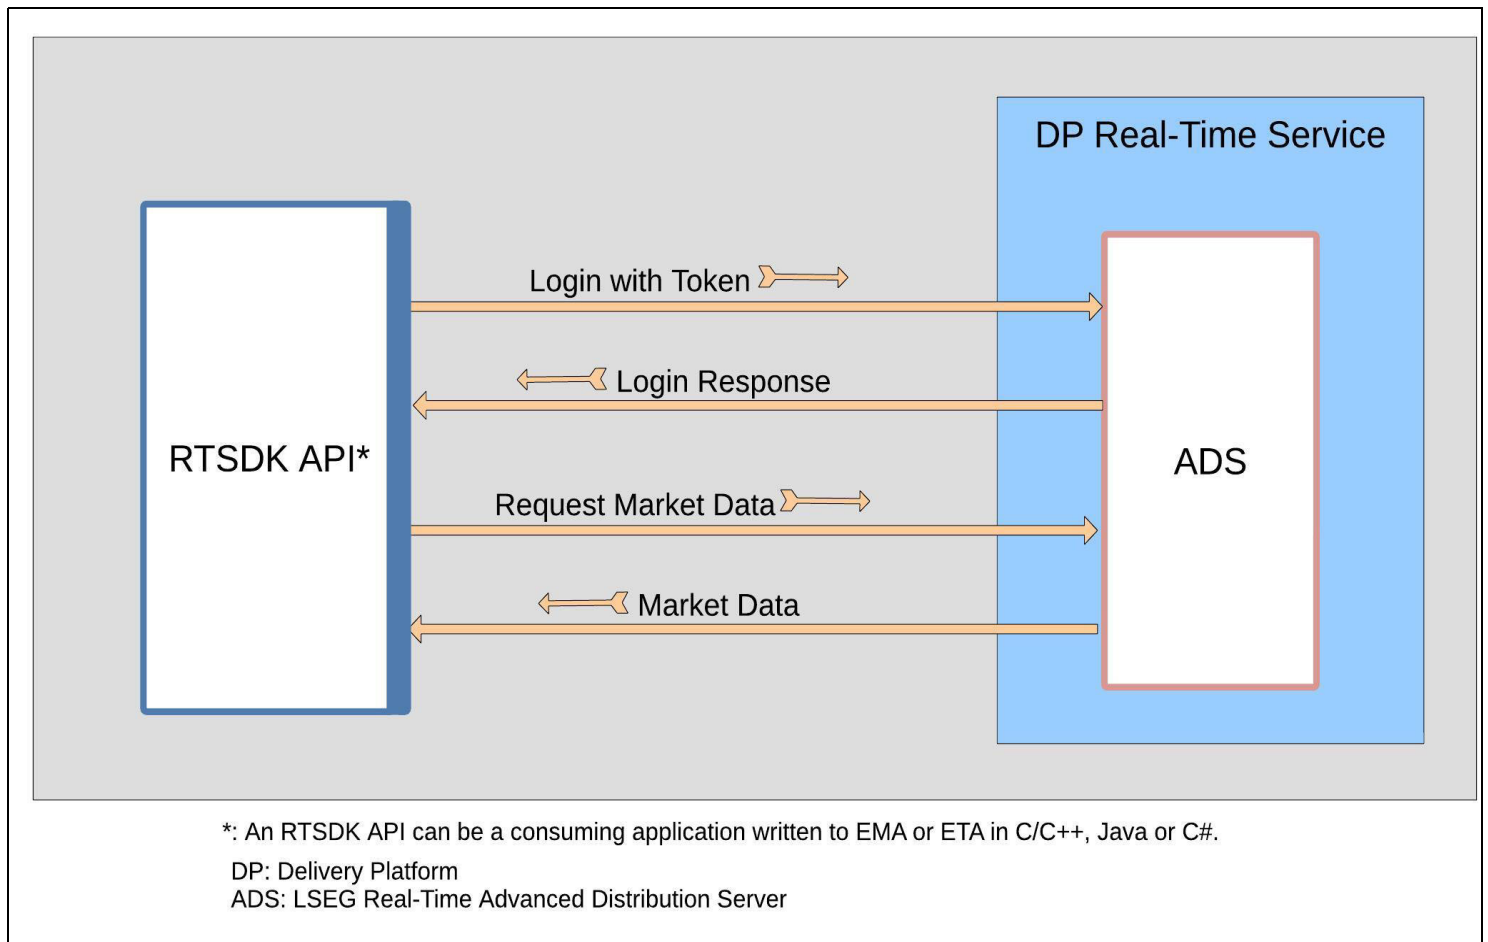 DP Real-Time Service
Login with Token
Login Response
RTSDK API*
ADS
Request Market Data
Market Data
*: An RTSDK API can be a consuming application written to EMA or ETA in C/C++, Java or C#.
DP: Delivery Platform
ADS: LSEG Real-Time Advanced Distribution Server